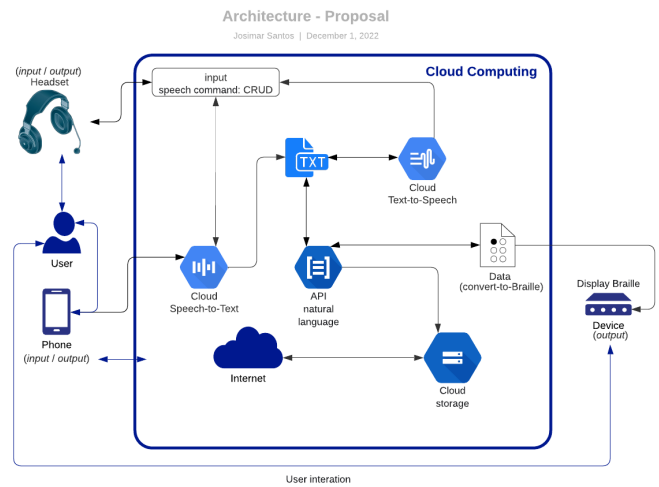 Architecture - Proposal
Josimar Santos | December 1, 2022
Cloud Computing
(input / output)
Headset
input
speech command: CRUD
TXT
Cloud
Text-to-Speech
User
Cloud
Speech-to-Text
API
natural
language
Data
(convert-to-Braille)
Display Braille
Device
(output)
Phone
(input / output)
Internet
Cloud
storage
User interation